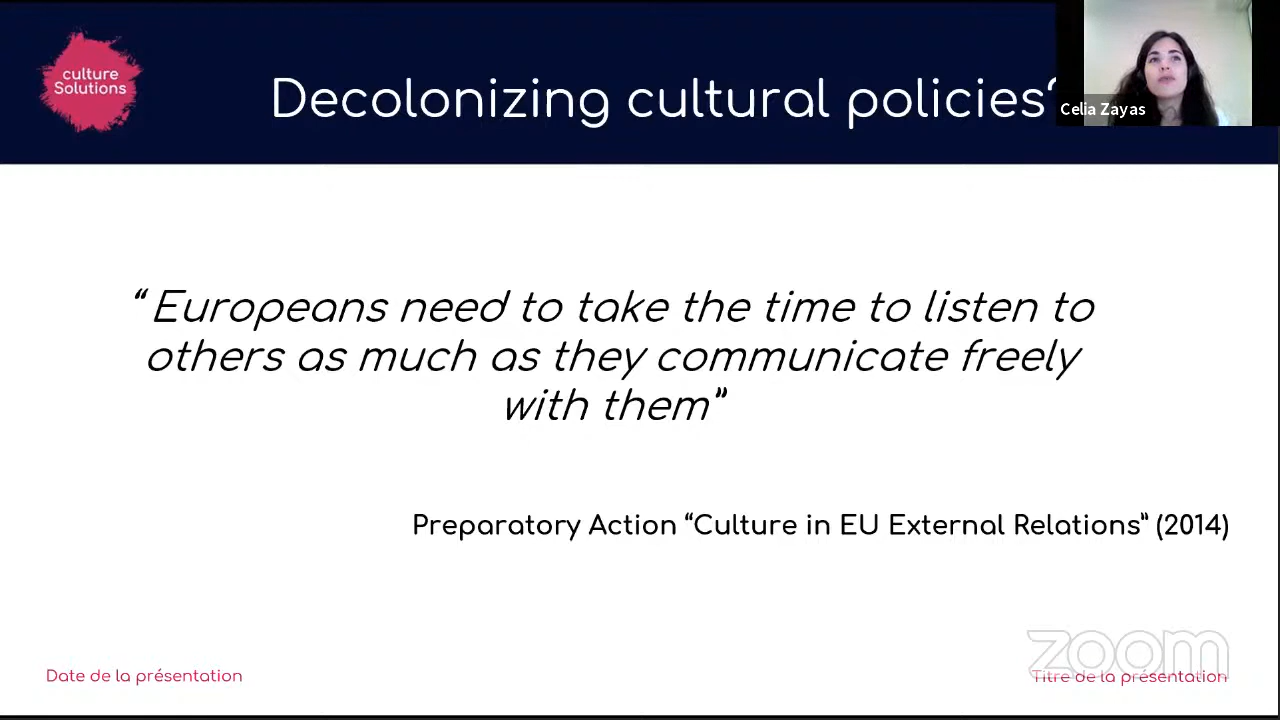 culture
Solutions
Decolonizing cultural policies?
Celia Zayas
“Europeans need to take the time to listen to
others as much as they communicate freely
with them”
Preparatory Action “Culture in EU External Relations” (2014)
zoom
Date de la présentation
Titre de la présentation